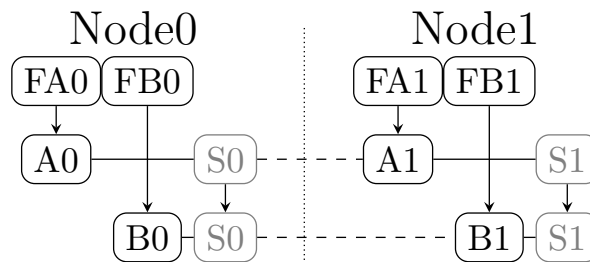 Node0 Node1
FA0 FB0 FA1 FB1
A0 S0 A1 S1
B0 S0 B1 S1